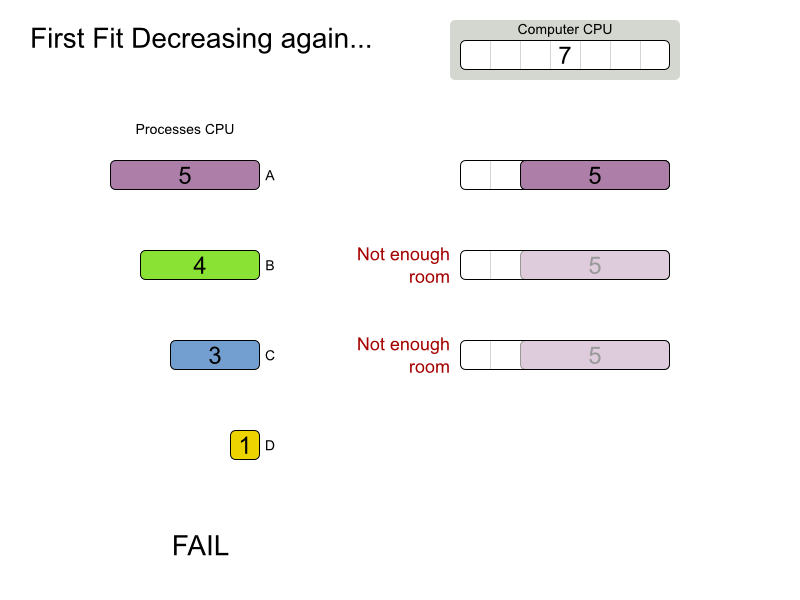 First Fit Decreasing again...
Computer CPU
7
Processes CPU
5 A 5
4 B Not enough room 5
3 C Not enough room 5
1 D
FAIL